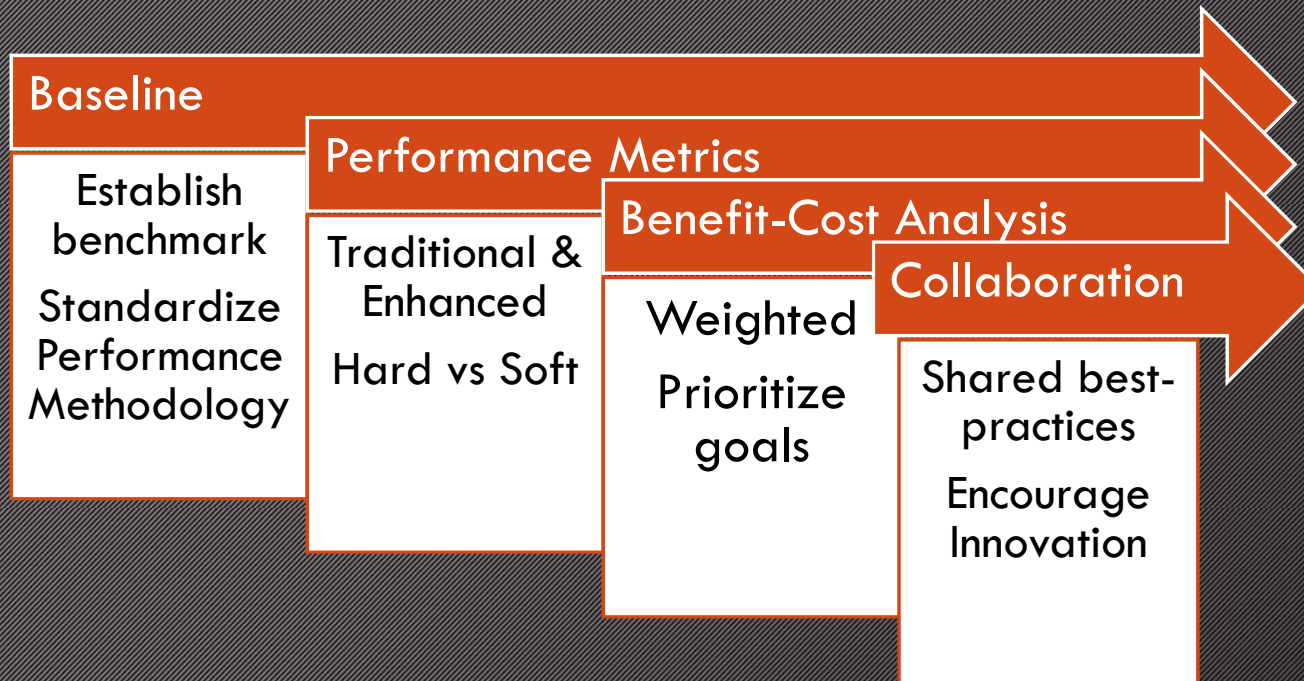 Baseline
Establish
benchmark
Standardize
Performance
Methodology
Performance Metrics
Traditional &
Enhanced
Hard vs Soft
Benefit-Cost Analysis
Weighted
Prioritize
goals
Collaboration
Shared best-
practices
Encourage
Innovation